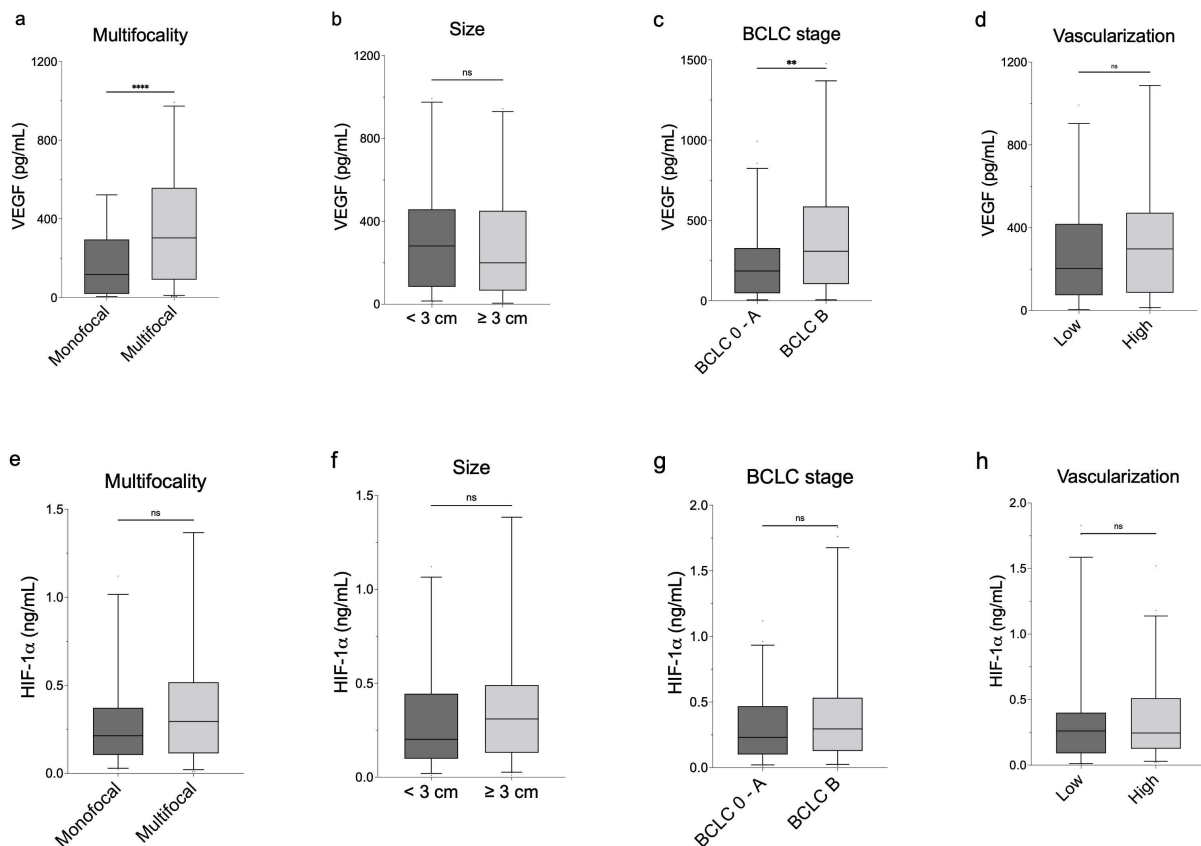 a
Multifocality
VEGF (pg/mL)
1200
800
400
0
****
Monofocal
Multifocal
b
Size
VEGF (pg/mL)
1200
800
400
0
ns
< 3 cm
≥ 3 cm
c
BCLC stage
VEGF (pg/mL)
1500
1000
500
0
**
BCLC 0 - A
BCLC B
d
Vascularization
VEGF (pg/mL)
1200
800
400
0
ns
Low
High
e
Multifocality
HIF-1α (ng/mL)
1.5
1.0
0.5
0.0
ns
Monofocal
Multifocal
f
Size
HIF-1α (ng/mL)
1.5
1.0
0.5
0.0
ns
< 3 cm
≥ 3 cm
g
BCLC stage
HIF-1α (ng/mL)
2.0
1.5
1.0
0.5
0.0
ns
BCLC 0 - A
BCLC B
h
Vascularization
HIF-1α (ng/mL)
2.0
1.5
1.0
0.5
0.0
ns
Low
High